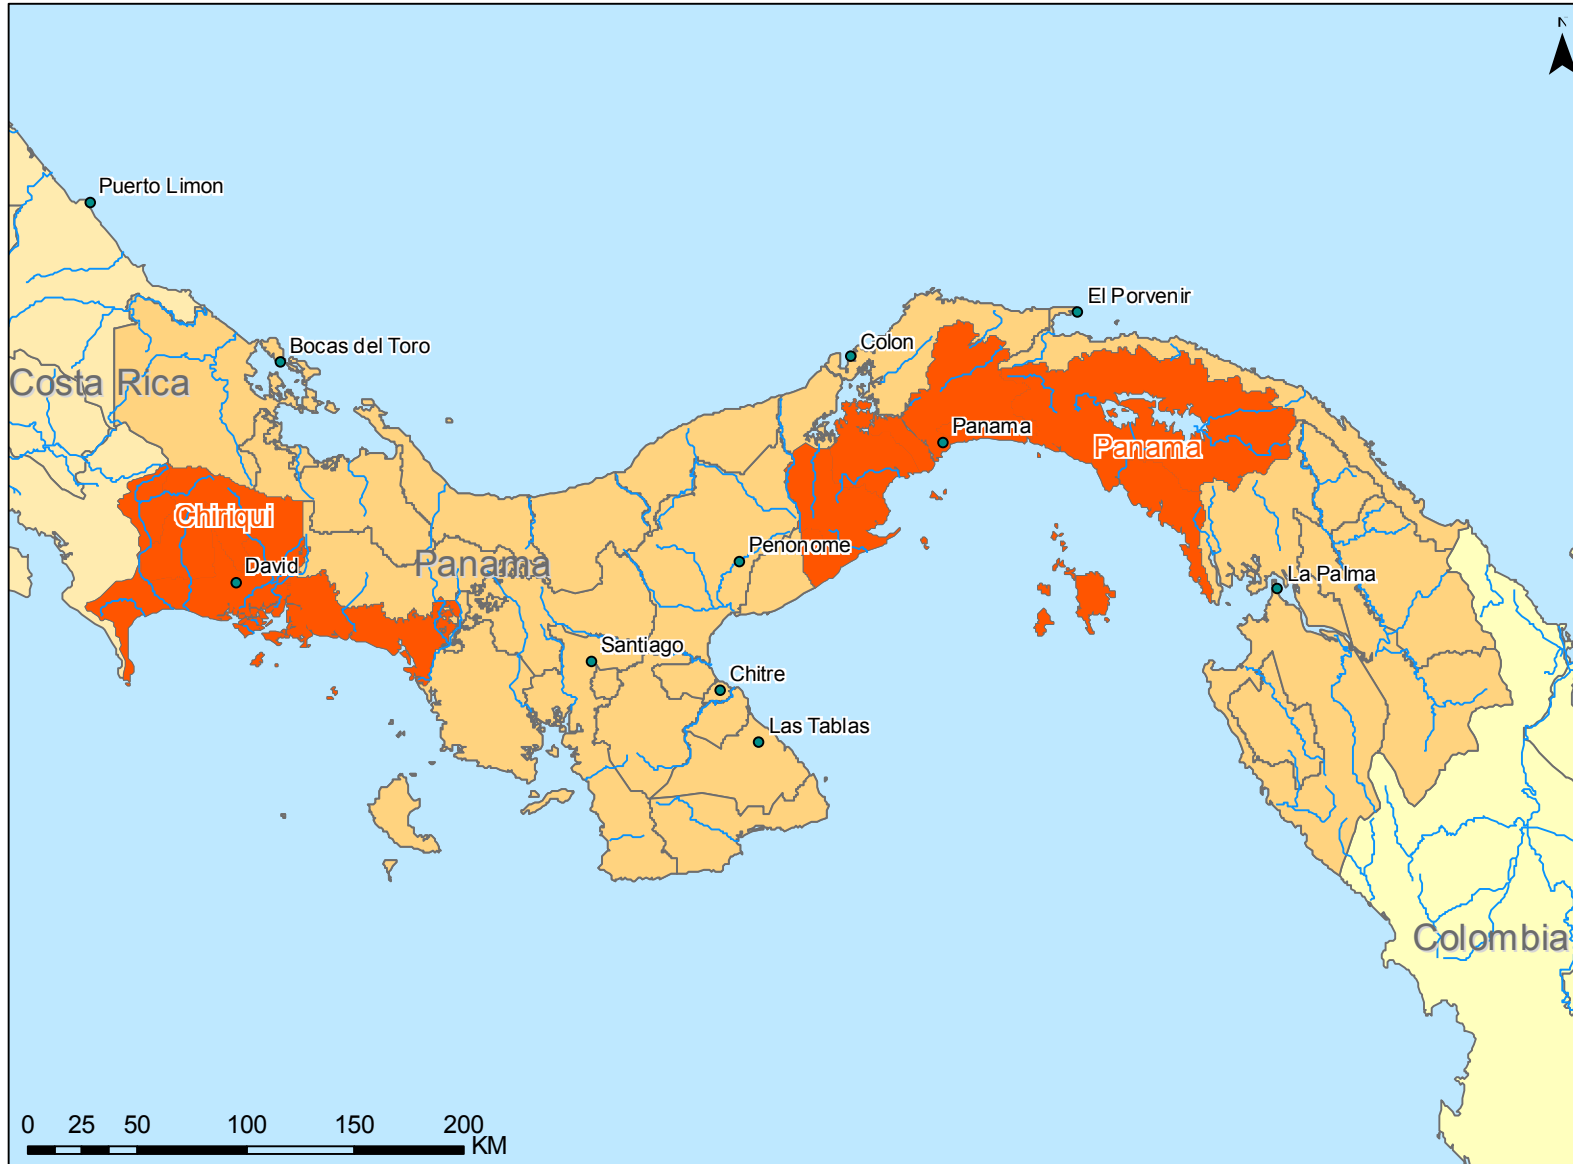 N
Puerto Limon
El Porvenir
Bocas del Toro
Colon
Costa Rica
Panama
Panama
Chiriqui
Penonome
Panama
David
La Palma
Santiago
Chitre
Las Tablas
Colombia
0 25 50 100 150 200
KM